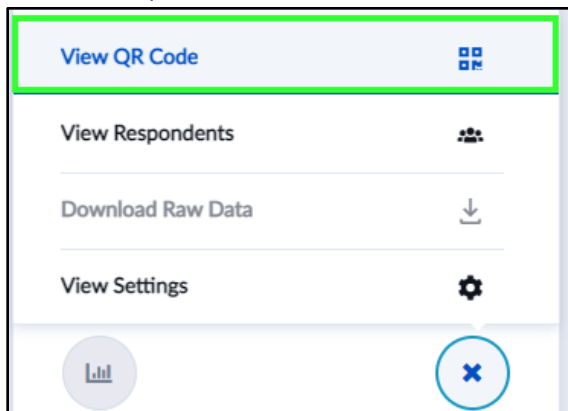 View QR Code
View Respondents
Download Raw Data
View Settings